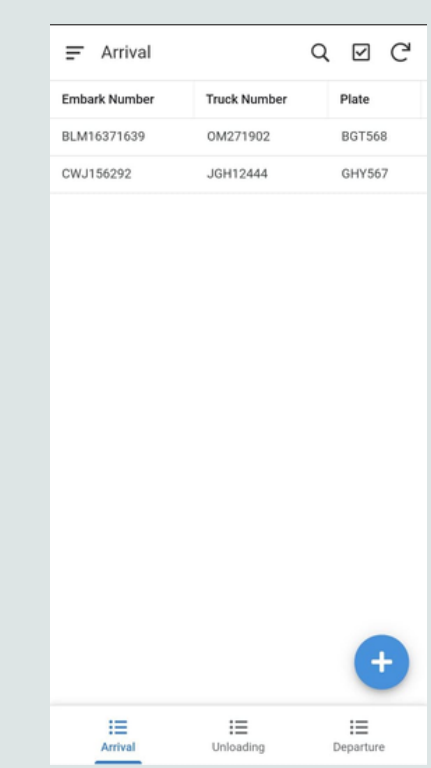 Arrival
Embark Number Truck Number Plate
BLM16371639 OM271902 BGT568
CWJ156292 JGH12444 GHY567
Arrival Unloading Departure